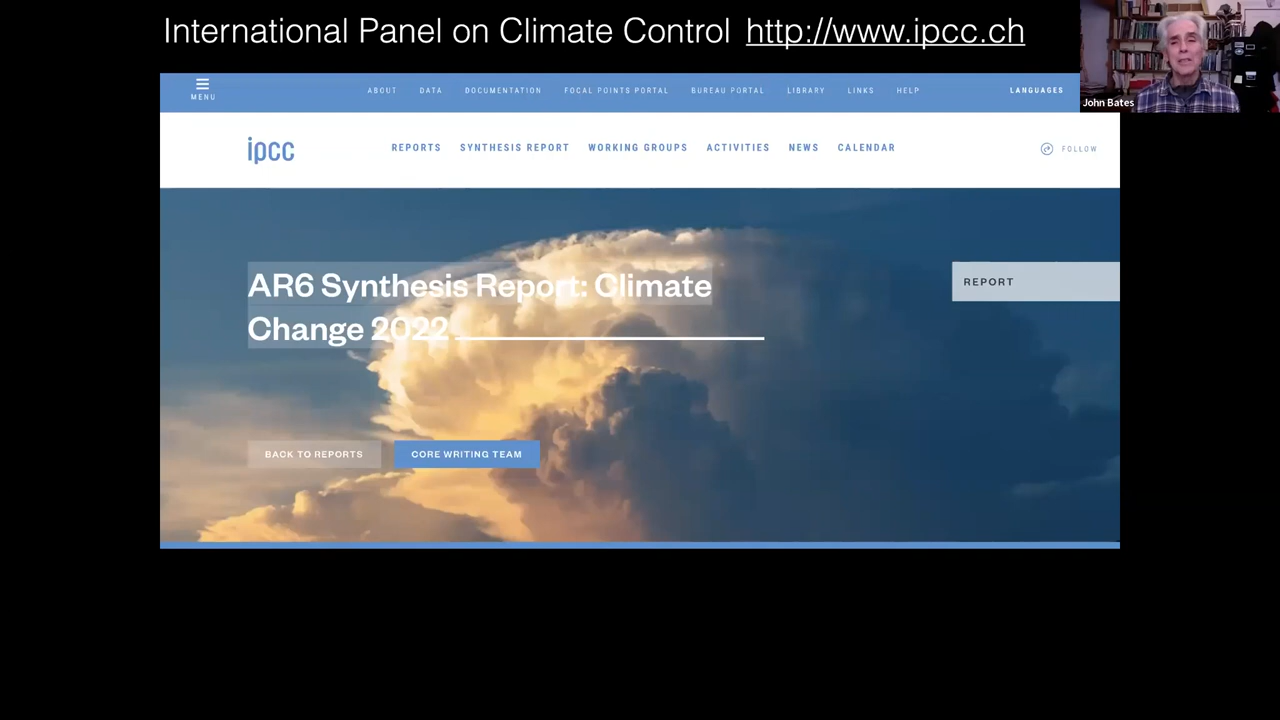 International Panel on Climate Control http://www.ipcc.ch
John Bates
MENU
ABOUT DATA DOCUMENTATION FOCAL POINTS PORTAL BUREAU PORTAL LIBRARY LINKS HELP
LANGUAGES
ipcc
REPORTS SYNTHESIS REPORT WORKING GROUPS ACTIVITIES NEWS CALENDAR
FOLLOW
AR6 Synthesis Report: Climate
Change 2022
REPORT
BACK TO REPORTS
CORE WRITING TEAM